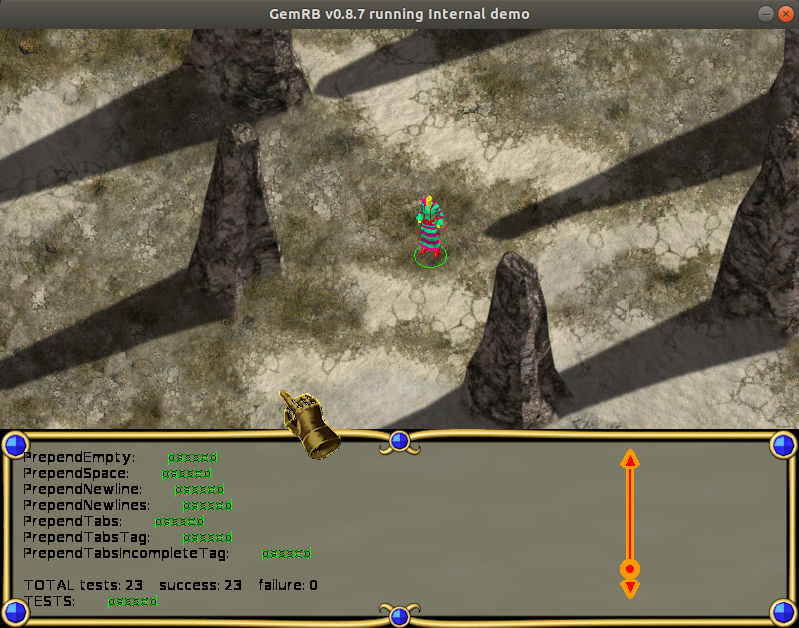 GemRB v0.8.7 running Internal demo
PrependEmpty: passed
PrependSpace: passed
PrependNewline: passed
PrependNewlines: passed
PrependTabs: passed
PrependTabsTag: passed
PrependTabsIncompleteTag: passed
TOTAL tests: 23 success: 23 failure: 0
TESTS: passed